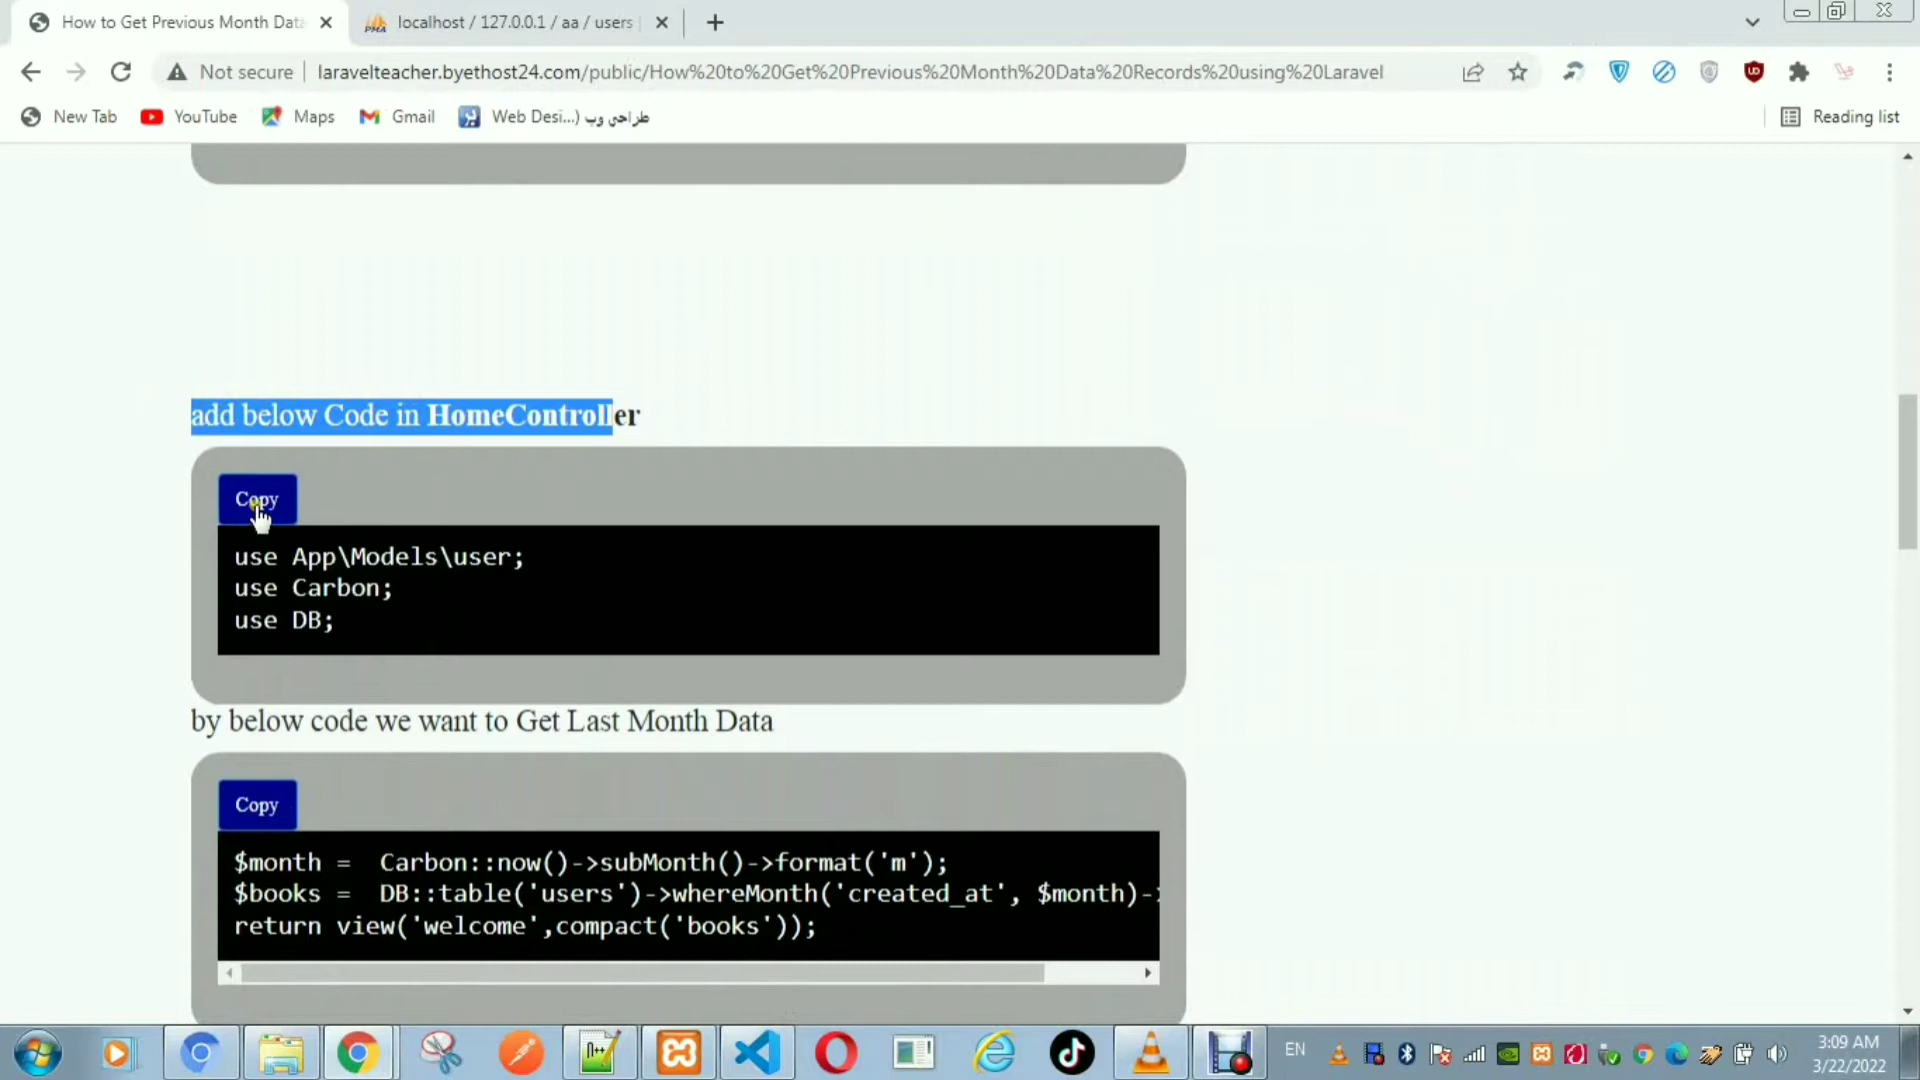 How to Get Previous Month Data
localhost / 127.0.0.1 / aa / users
Not secure
laravelteacher.byethost24.com/public/How%20to%20Get%20Previous%20Month%20Data%20Records%20using%20Laravel
New Tab
YouTube
Maps
Gmail
Web Desi...) طراحی وب
Reading list
add below Code in HomeController
Copy
use App\Models\user;
use Carbon;
use DB;
by below code we want to Get Last Month Data
Copy
$month =  Carbon::now()->subMonth()->format('m');
$books =  DB::table('users')->whereMonth('created_at', $month)->
return view('welcome',compact('books'));
EN
3:09 AM
3/22/2022